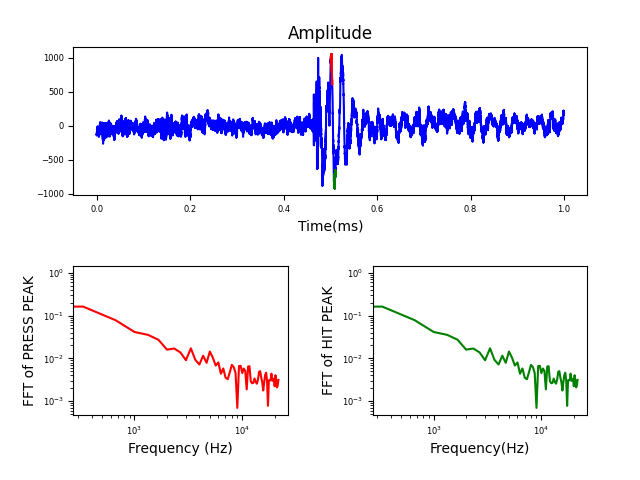 Amplitude
1000
500
0
−500
−1000
0.0 0.2 0.4 0.6 0.8 1.0
Time(ms)
FFT of PRESS PEAK
10⁰
10⁻¹
10⁻²
10⁻³
10³ 10⁴
Frequency (Hz)
FFT of HIT PEAK
10⁰
10⁻¹
10⁻²
10⁻³
10³ 10⁴
Frequency(Hz)